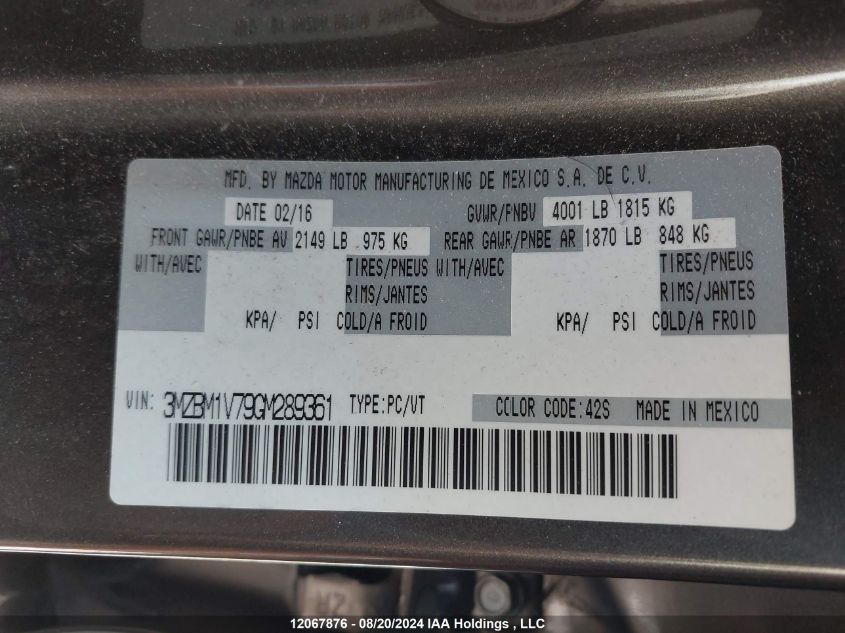 MFD. BY MAZDA MOTOR MANUFACTURING DE MEXICO S.A. DE C.V.
DATE 02/16 GVWR/PNBV 4001 LB 1815 KG
FRONT GAWR/PNBE AV 2149 LB 975 KG REAR GAWR/PNBE AR 1870 LB 848 KG
WITH/AVEC TIRES/PNEUS WITH/AVEC TIRES/PNEUS
RIMS/JANTES RIMS/JANTES
KPA/ PSI COLD/A FROID KPA/ PSI COLD/A FROID
VIN: 3MZBM1V79GM289361 TYPE:PC/VT COLOR CODE:42S MADE IN MEXICO
12067876 - 08/20/2024 IAA Holdings , LLC